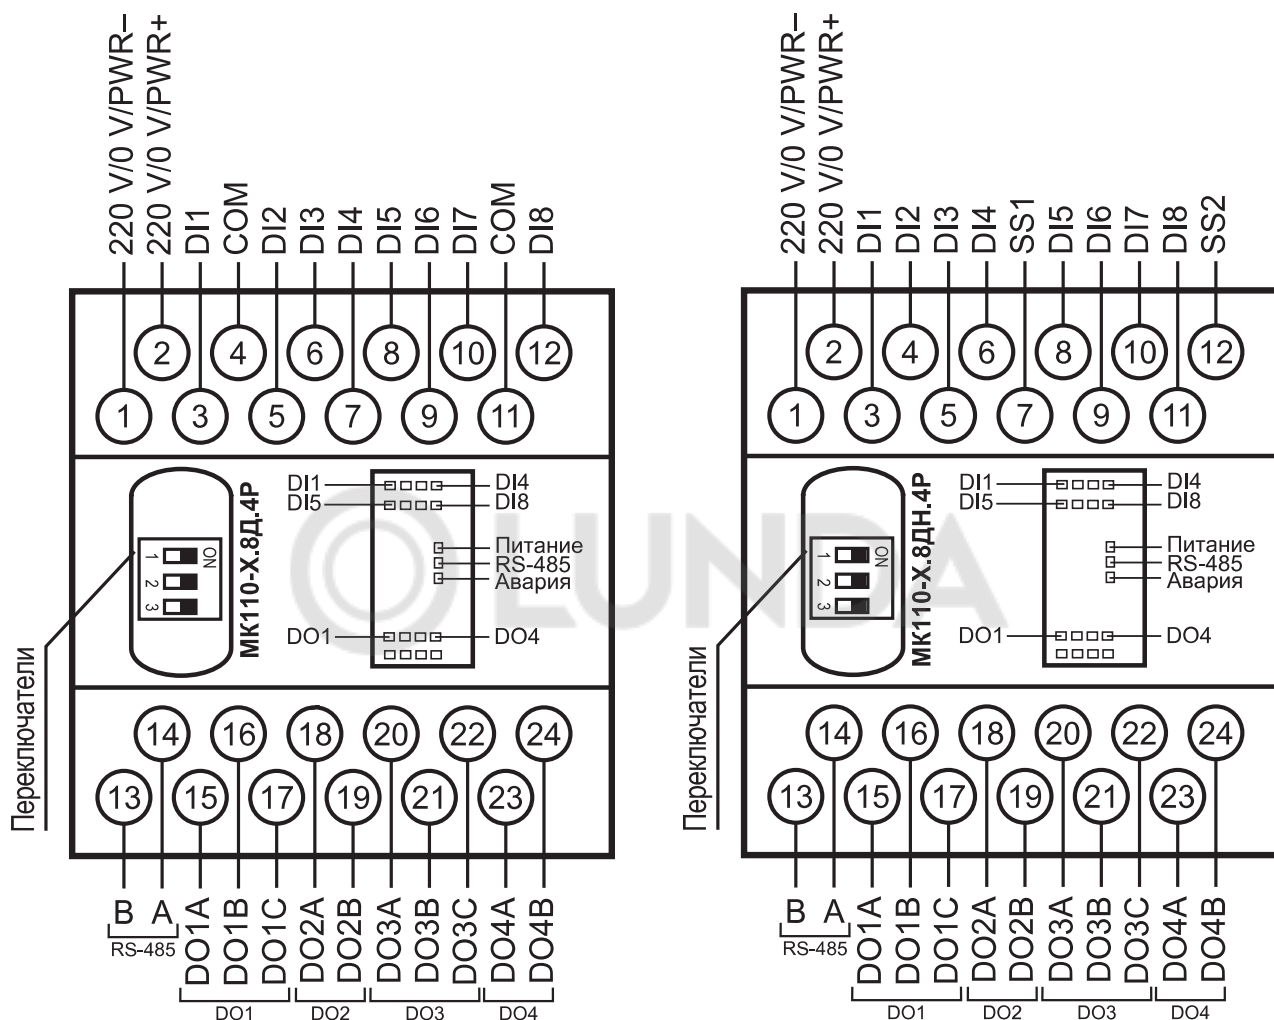 220 V/0 V/PWR–
220 V/0 V/PWR+
DI1
COM
DI2
DI3
DI4
DI5
DI6
DI7
COM
DI8
2
4
6
8
10
12
1
3
5
7
9
11
Переключатели
1
2
3
ON
МК110-Х.8Д.4Р
DI1
DI4
DI5
DI8
Питание
RS-485
Авария
DO1
DO4
14
16
18
20
22
24
13
15
17
19
21
23
B
A
DO1A
DO1B
DO1C
DO2A
DO2B
DO3A
DO3B
DO3C
DO4A
DO4B
RS-485
DO1
DO2
DO3
DO4
220 V/0 V/PWR–
220 V/0 V/PWR+
DI1
DI2
DI3
DI4
SS1
DI5
DI6
DI7
DI8
SS2
2
4
6
8
10
12
1
3
5
7
9
11
Переключатели
1
2
3
ON
МК110-Х.8ДН.4Р
DI1
DI4
DI5
DI8
Питание
RS-485
Авария
DO1
DO4
14
16
18
20
22
24
13
15
17
19
21
23
B
A
DO1A
DO1B
DO1C
DO2A
DO2B
DO3A
DO3B
DO3C
DO4A
DO4B
RS-485
DO1
DO2
DO3
DO4
LUNDA